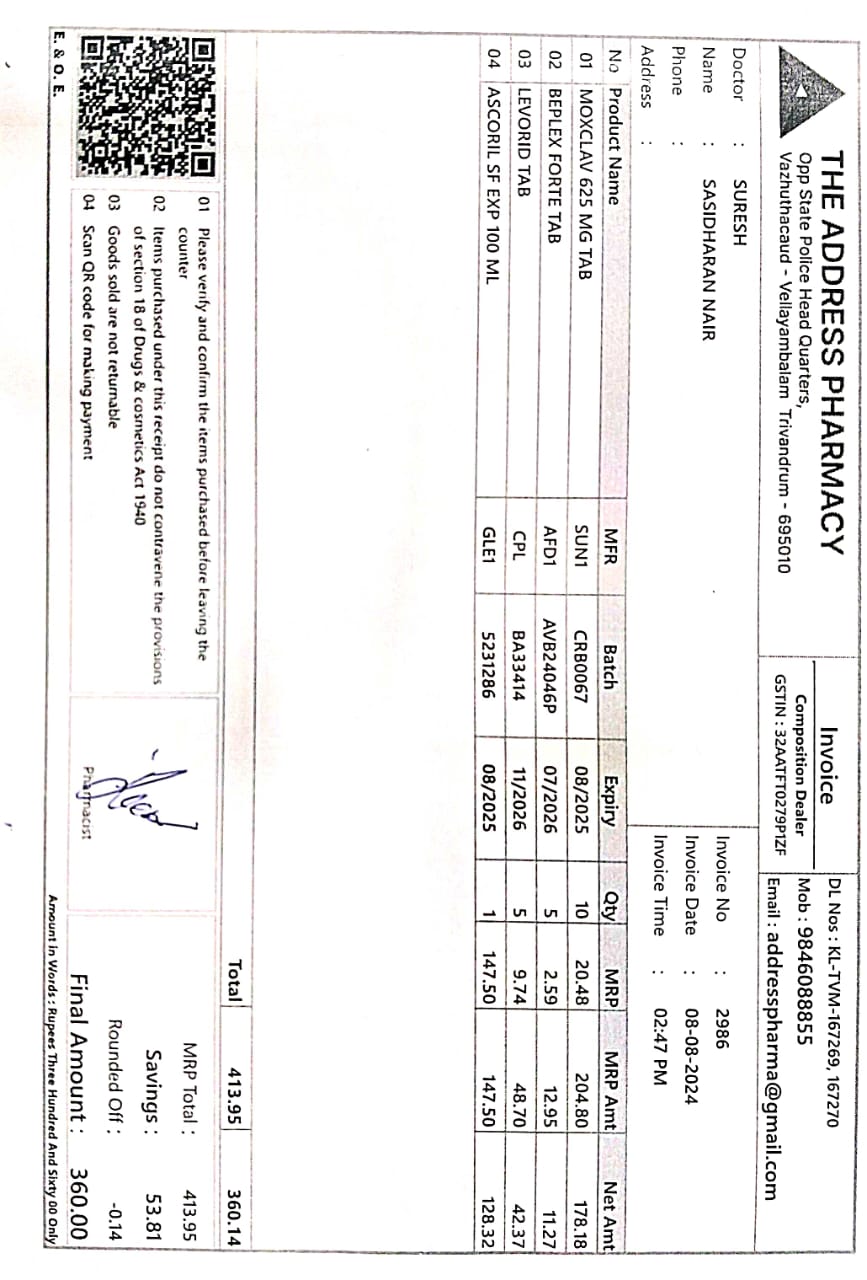 THE ADDRESS PHARMACY
Opp State Police Head Quarters,
Vazhuthacaud - Vellayambalam Trivandrum - 695010
Invoice
Composition Dealer
GSTIN : 32AATFT0279P1ZF
DL Nos : KL-TVM-167269, 167270
Mob : 9846088855
Email : addresspharma@gmail.com
Doctor : SURESH
Name : SASIDHARAN NAIR
Phone :
Address :
Invoice No : 2986
Invoice Date : 08-08-2024
Invoice Time : 02:47 PM
No Product Name MFR Batch Expiry Qty MRP MRP Amt Net Amt
01 MOXCLAV 625 MG TAB SUN1 CRB0067 08/2025 10 20.48 204.80 178.18
02 BEPLEX FORTE TAB AFD1 AVB24046P 07/2026 5 2.59 12.95 11.27
03 LEVORID TAB CPL BA33414 11/2026 5 9.74 48.70 42.37
04 ASCORIL SF EXP 100 ML GLE1 5231286 08/2025 1 147.50 147.50 128.32
Total 413.95 360.14
01 Please verify and confirm the items purchased before leaving the
counter
02 Items purchased under this receipt do not contravene the provisions
of section 18 of Drugs & cosmetics Act 1940
03 Goods sold are not returnable
04 Scan QR code for making payment
E. & O. E.
Pharmacist
MRP Total : 413.95
Savings : 53.81
Rounded Off : -0.14
Final Amount : 360.00
Amount in Words : Rupees Three Hundred And Sixty 00 Only